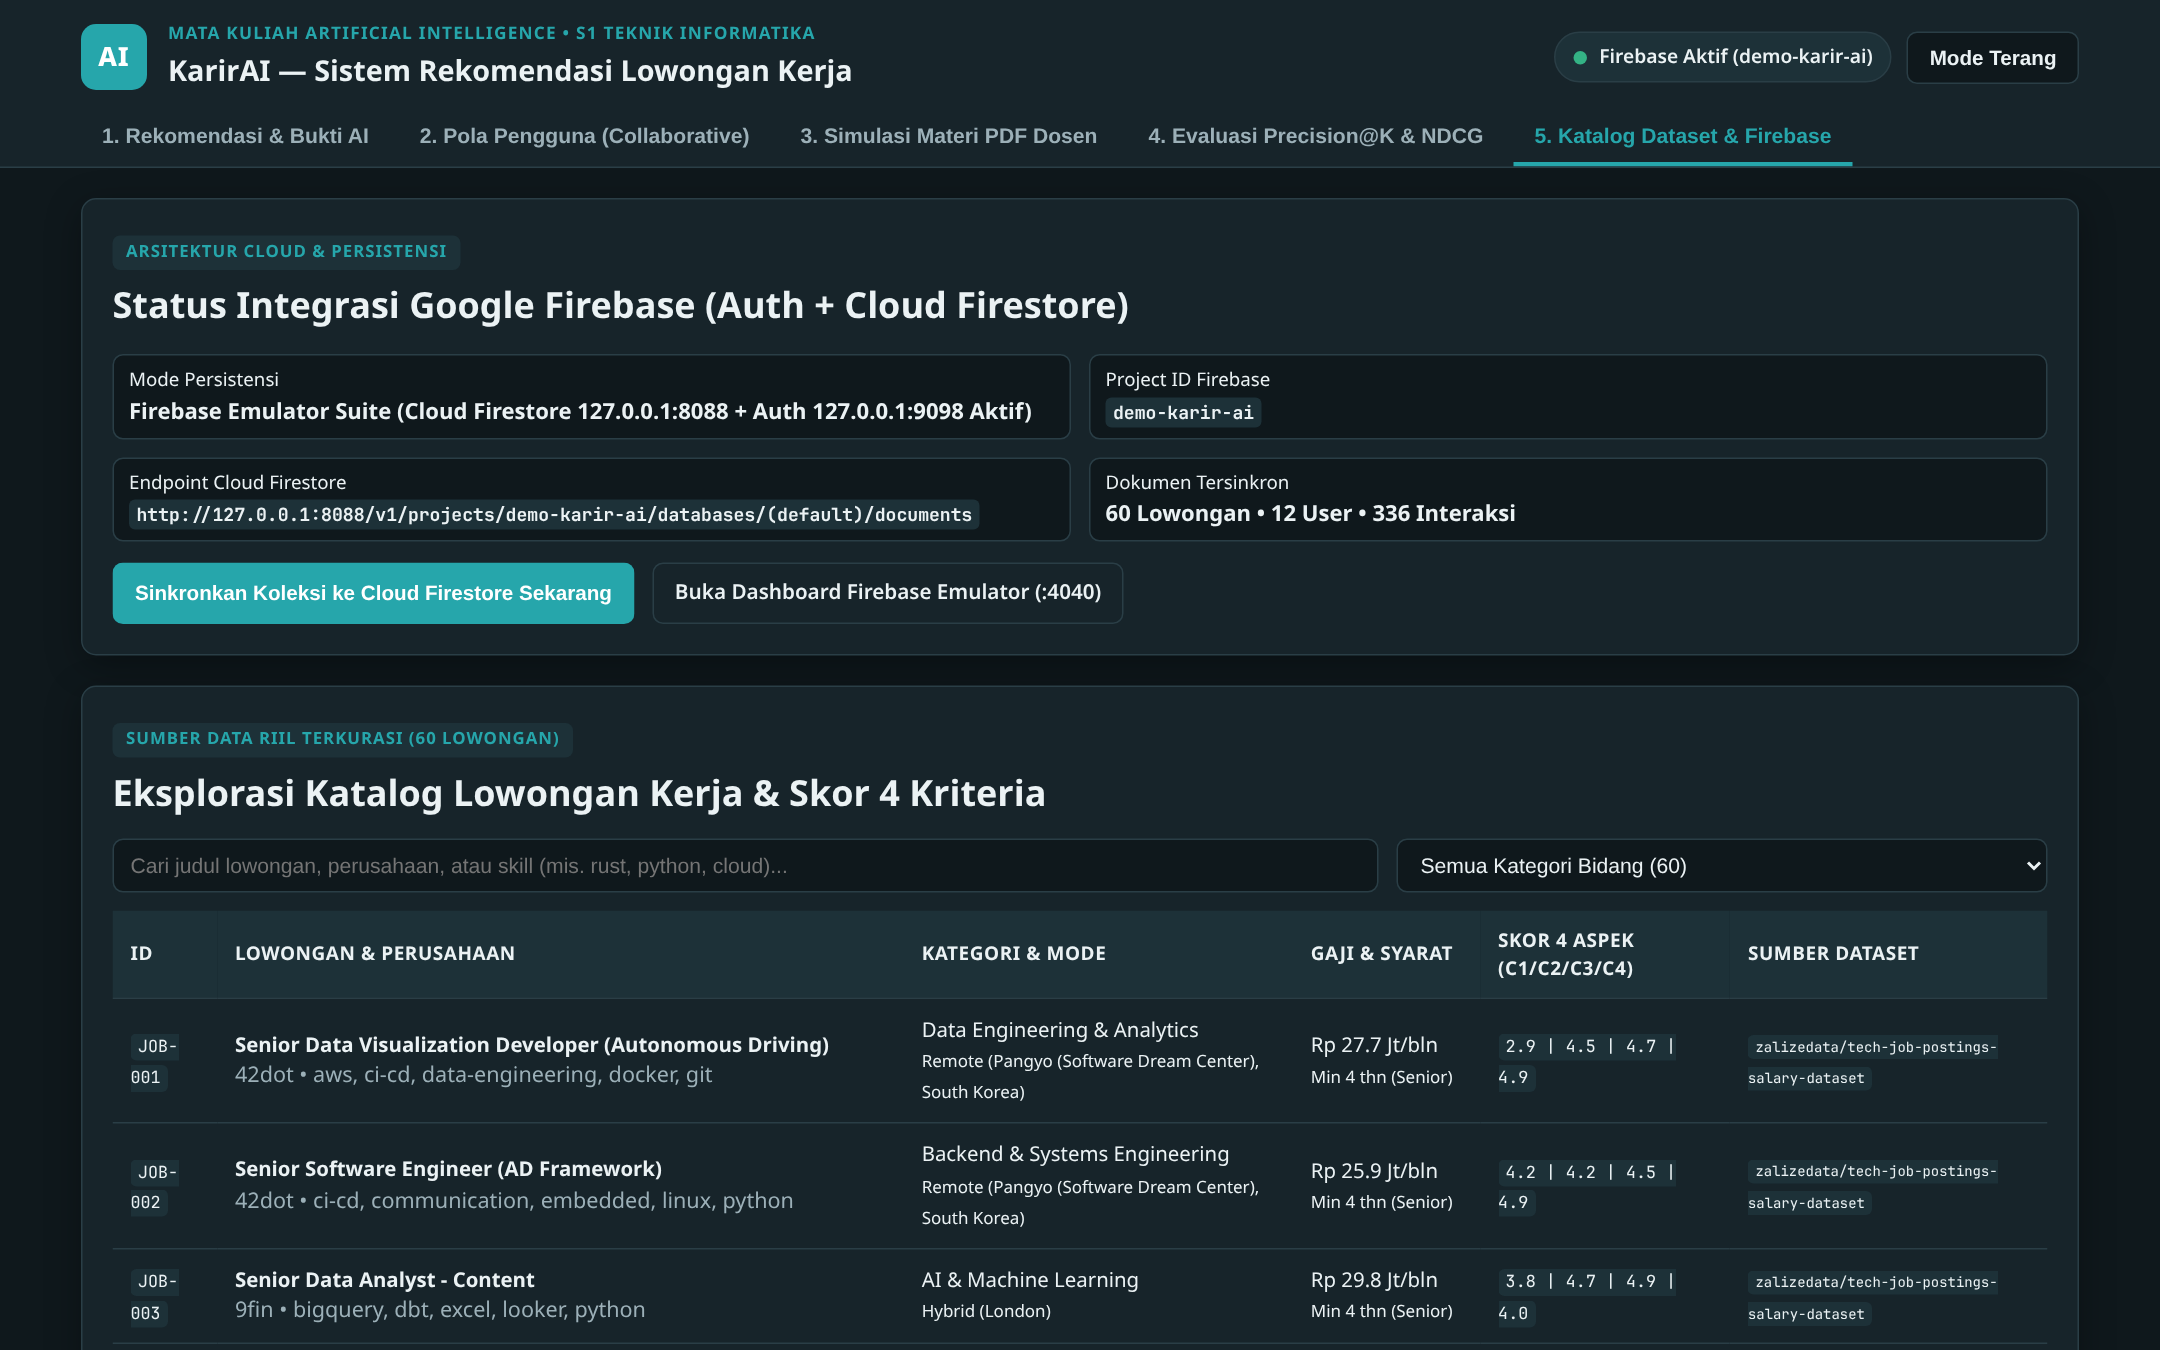 AI
MATA KULIAH ARTIFICIAL INTELLIGENCE • S1 TEKNIK INFORMATIKA
KarirAI — Sistem Rekomendasi Lowongan Kerja
Firebase Aktif (demo-karir-ai)
Mode Terang
1. Rekomendasi & Bukti AI
2. Pola Pengguna (Collaborative)
3. Simulasi Materi PDF Dosen
4. Evaluasi Precision@K & NDCG
5. Katalog Dataset & Firebase
ARSITEKTUR CLOUD & PERSISTENSI
Status Integrasi Google Firebase (Auth + Cloud Firestore)
Mode Persistensi
Firebase Emulator Suite (Cloud Firestore 127.0.0.1:8088 + Auth 127.0.0.1:9098 Aktif)
Project ID Firebase
demo-karir-ai
Endpoint Cloud Firestore
http://127.0.0.1:8088/v1/projects/demo-karir-ai/databases/(default)/documents
Dokumen Tersinkron
60 Lowongan • 12 User • 336 Interaksi
Sinkronkan Koleksi ke Cloud Firestore Sekarang
Buka Dashboard Firebase Emulator (:4040)
SUMBER DATA RIIL TERKURASI (60 LOWONGAN)
Eksplorasi Katalog Lowongan Kerja & Skor 4 Kriteria
Cari judul lowongan, perusahaan, atau skill (mis. rust, python, cloud)...
Semua Kategori Bidang (60)
ID
LOWONGAN & PERUSAHAAN
KATEGORI & MODE
GAJI & SYARAT
SKOR 4 ASPEK
(C1/C2/C3/C4)
SUMBER DATASET
JOB-
001
Senior Data Visualization Developer (Autonomous Driving)
42dot • aws, ci-cd, data-engineering, docker, git
Data Engineering & Analytics
Remote (Pangyo (Software Dream Center),
South Korea)
Rp 27.7 Jt/bln
Min 4 thn (Senior)
2.9 | 4.5 | 4.7 |
4.9
zalizedata/tech-job-postings-
salary-dataset
JOB-
002
Senior Software Engineer (AD Framework)
42dot • ci-cd, communication, embedded, linux, python
Backend & Systems Engineering
Remote (Pangyo (Software Dream Center),
South Korea)
Rp 25.9 Jt/bln
Min 4 thn (Senior)
4.2 | 4.2 | 4.5 |
4.9
zalizedata/tech-job-postings-
salary-dataset
JOB-
003
Senior Data Analyst - Content
9fin • bigquery, dbt, excel, looker, python
AI & Machine Learning
Hybrid (London)
Rp 29.8 Jt/bln
Min 4 thn (Senior)
3.8 | 4.7 | 4.9 |
4.0
zalizedata/tech-job-postings-
salary-dataset